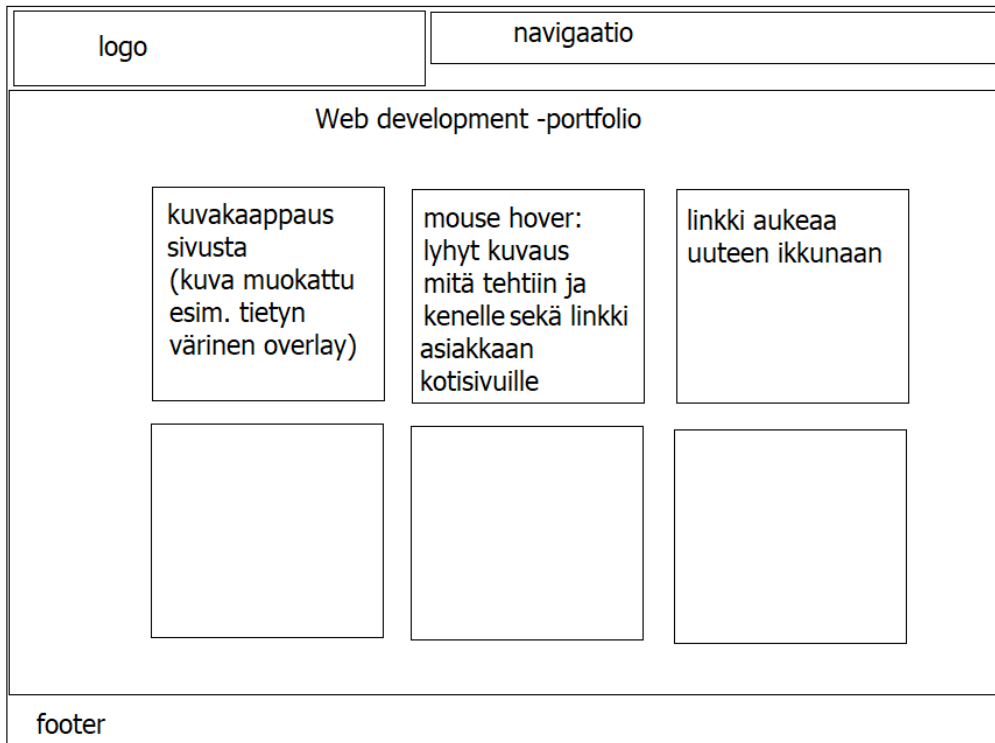 logo
navigaatio
Web development -portfolio
kuvakaappaus
sivusta
(kuva muokattu
esim. tietyn
värinen overlay)
mouse hover:
lyhyt kuvaus
mitä tehtiin ja
kenelle sekä linkki
asiakkaan
kotisivuille
linkki aukeaa
uuteen ikkunaan
footer